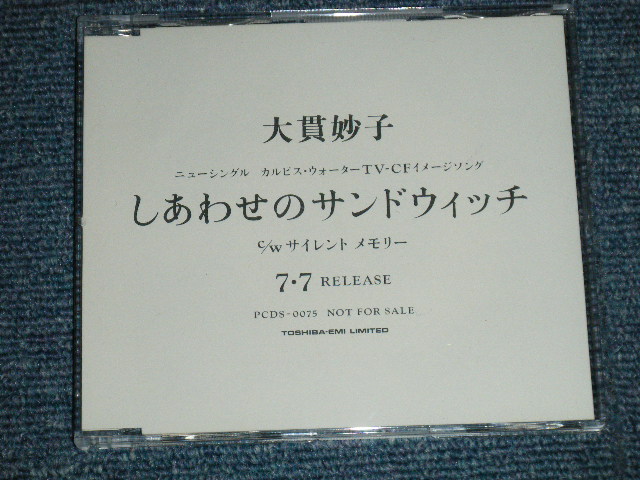 大貫妙子
ニューシングル カルピス・ウォーターTV-CFイメージソング
しあわせのサンドウィッチ
c/w サイレント メモリー
7・7 RELEASE
PCDS-0075 NOT FOR SALE
TOSHIBA-EMI LIMITED